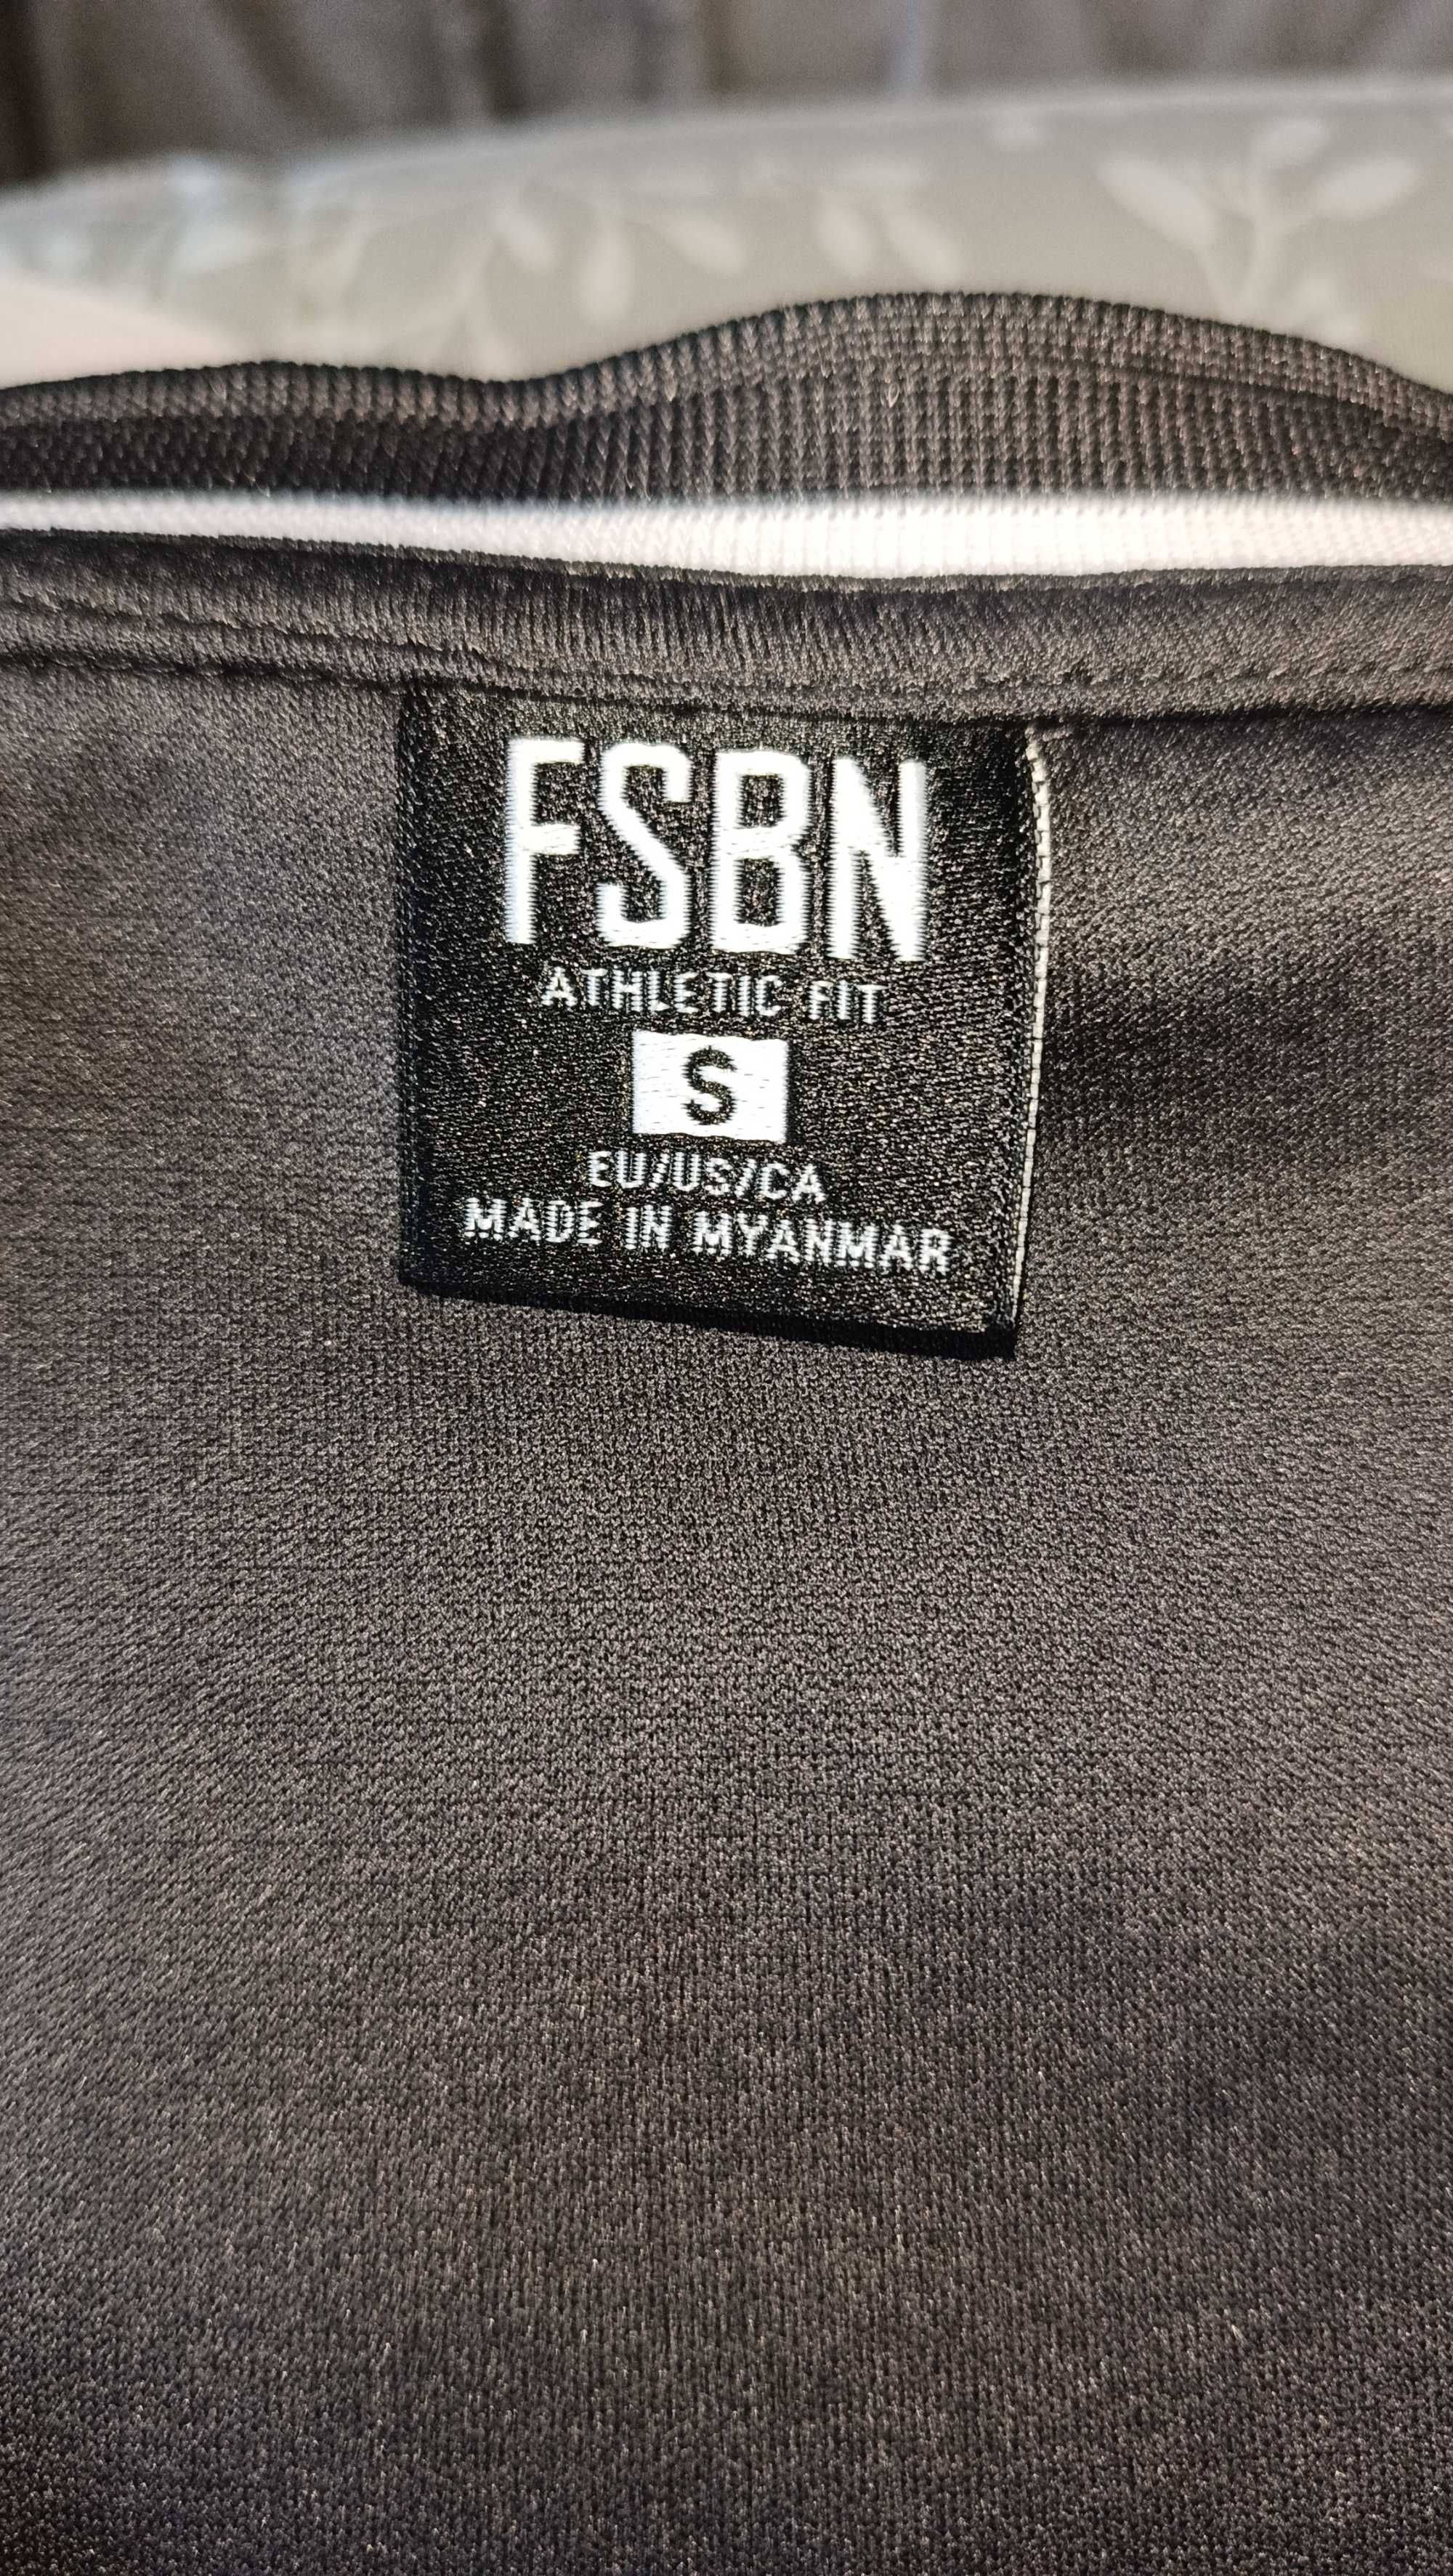 FSBN
ATHLETIC FIT
S
EU/US/CA
MADE IN MYANMAR